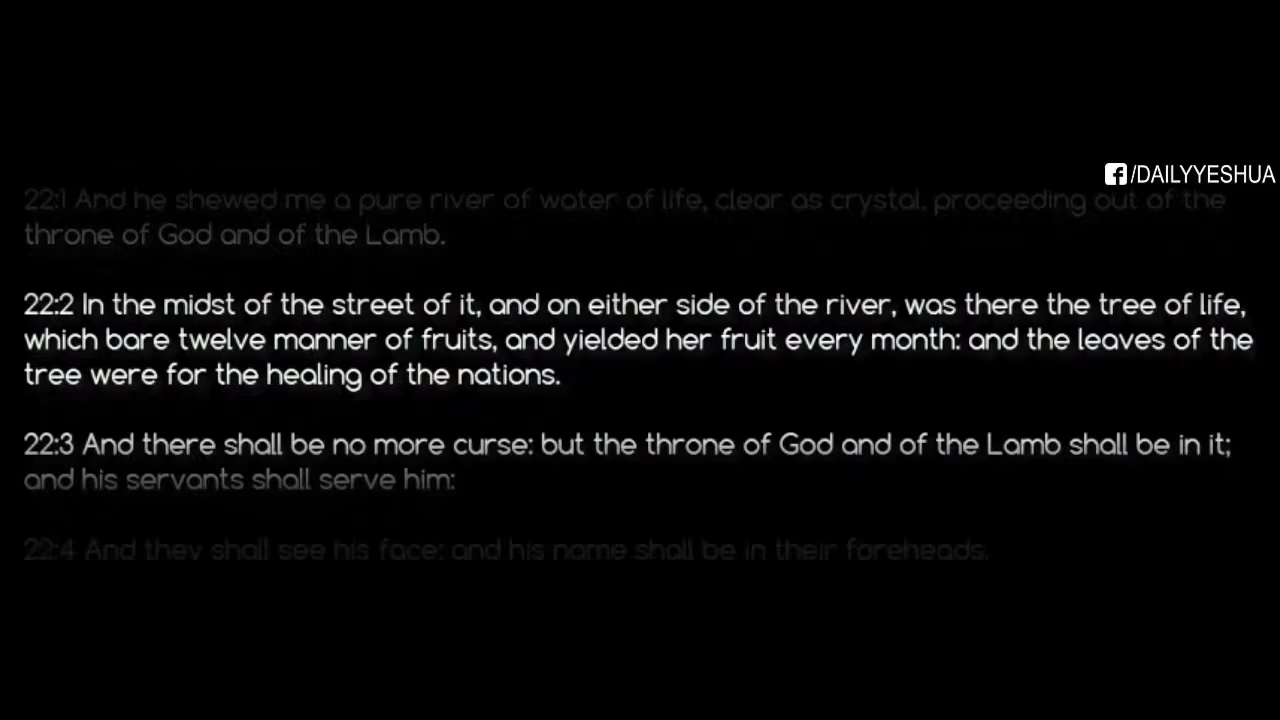 /DAILYYESHUA
22:1 And he shewed me a pure river of water of life, clear as crystal, proceeding out of the
throne of God and of the Lamb.
22:2 In the midst of the street of it, and on either side of the river, was there the tree of life,
which bare twelve manner of fruits, and yielded her fruit every month: and the leaves of the
tree were for the healing of the nations.
22:3 And there shall be no more curse: but the throne of God and of the Lamb shall be in it;
and his servants shall serve him:
22:4 And they shall see his face; and his name shall be in their foreheads.